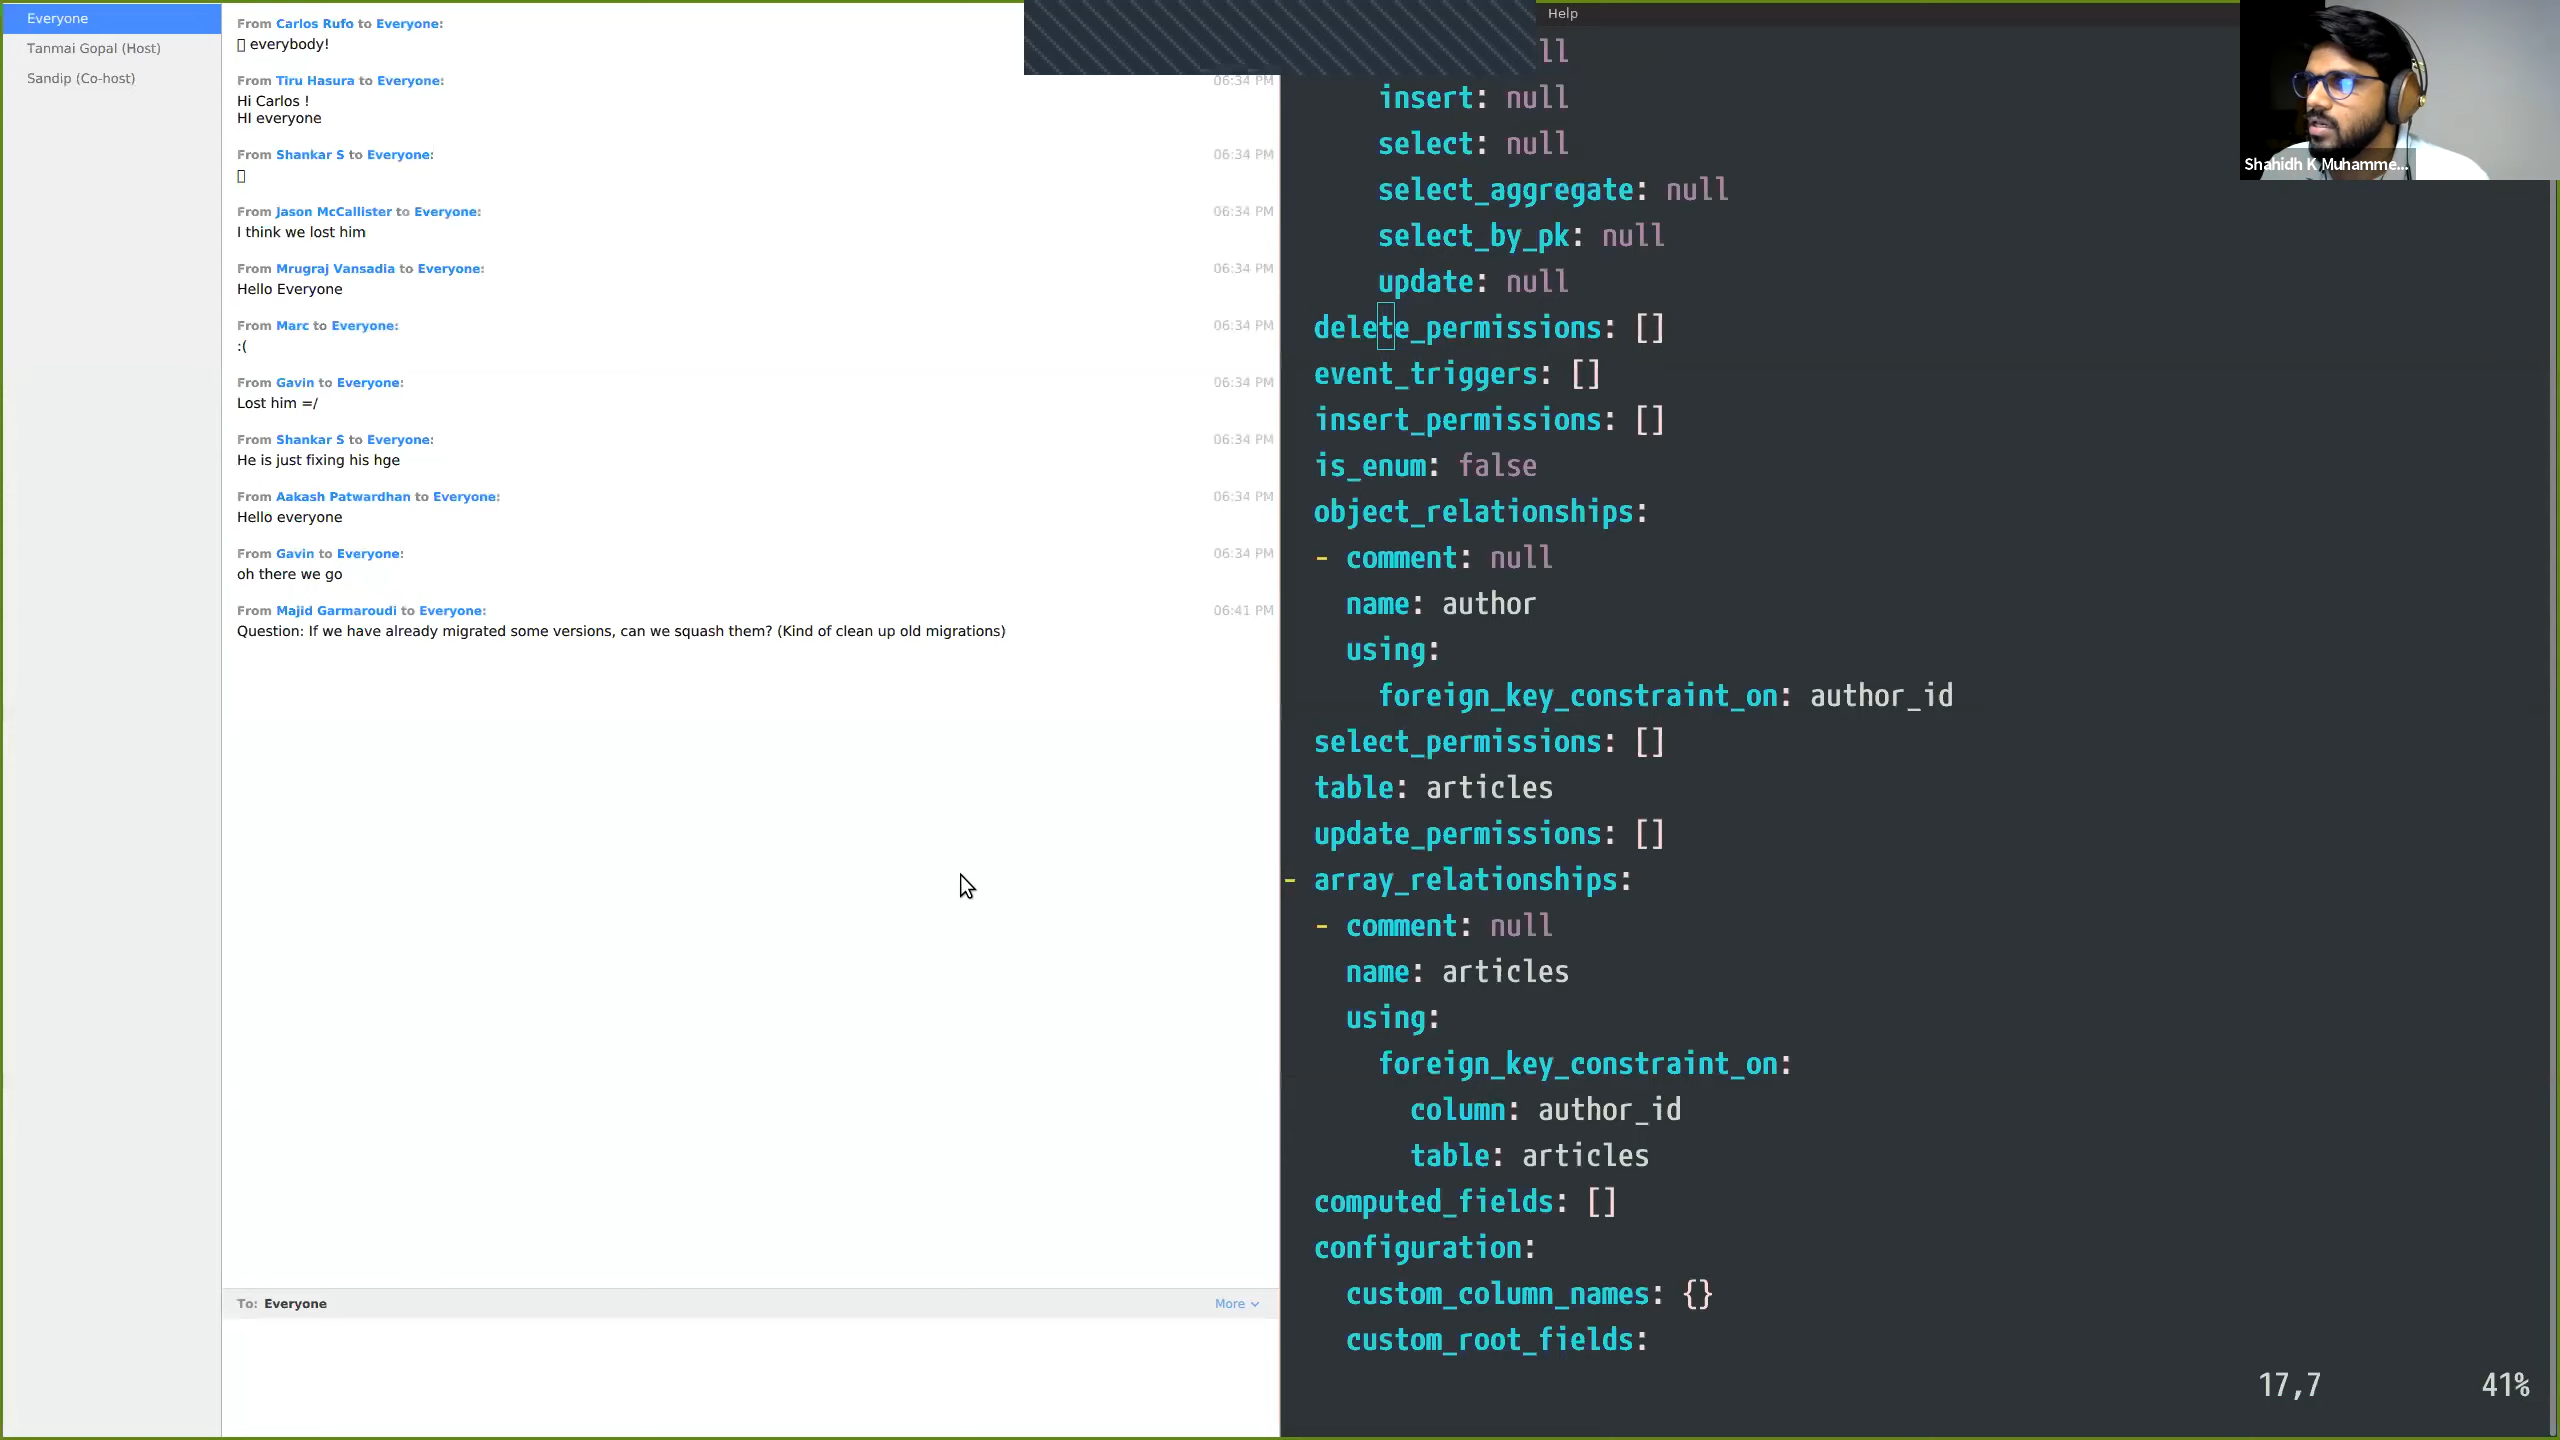 Everyone
Tanmai Gopal (Host)
Sandip (Co-host)
From Carlos Rufo to Everyone:
everybody!
From Tiru Hasura to Everyone:
06:34 PM
Hi Carlos !
HI everyone
From Shankar S to Everyone:
06:34 PM
From Jason McCallister to Everyone:
06:34 PM
I think we lost him
From Mrugraj Vansadia to Everyone:
06:34 PM
Hello Everyone
From Marc to Everyone:
06:34 PM
:(
From Gavin to Everyone:
06:34 PM
Lost him =/
From Shankar S to Everyone:
06:34 PM
He is just fixing his hge
From Aakash Patwardhan to Everyone:
06:34 PM
Hello everyone
From Gavin to Everyone:
06:34 PM
oh there we go
From Majid Garmaroudi to Everyone:
06:41 PM
Question: If we have already migrated some versions, can we squash them? (Kind of clean up old migrations)
To: Everyone
More
Help
ll
insert: null
select: null
select_aggregate: null
select_by_pk: null
update: null
delete_permissions: []
event_triggers: []
insert_permissions: []
is_enum: false
object_relationships:
- comment: null
name: author
using:
foreign_key_constraint_on: author_id
select_permissions: []
table: articles
update_permissions: []
- array_relationships:
- comment: null
name: articles
using:
foreign_key_constraint_on:
column: author_id
table: articles
computed_fields: []
configuration:
custom_column_names: {}
custom_root_fields:
17,7
41%
Shahidh K Muhamme...